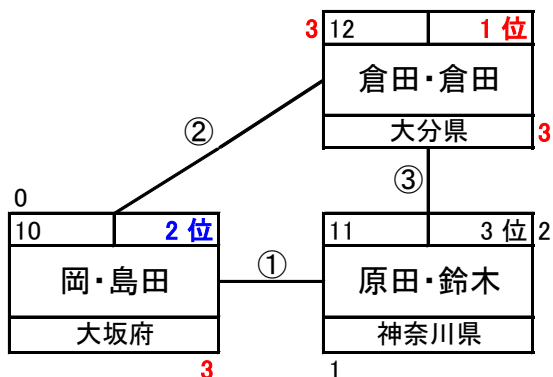 3 12 1 位
倉田・倉田
大分県 3
②
③
0
10 2 位
岡・島田
大坂府
3
①
11 3 位 2
原田・鈴木
神奈川県
1